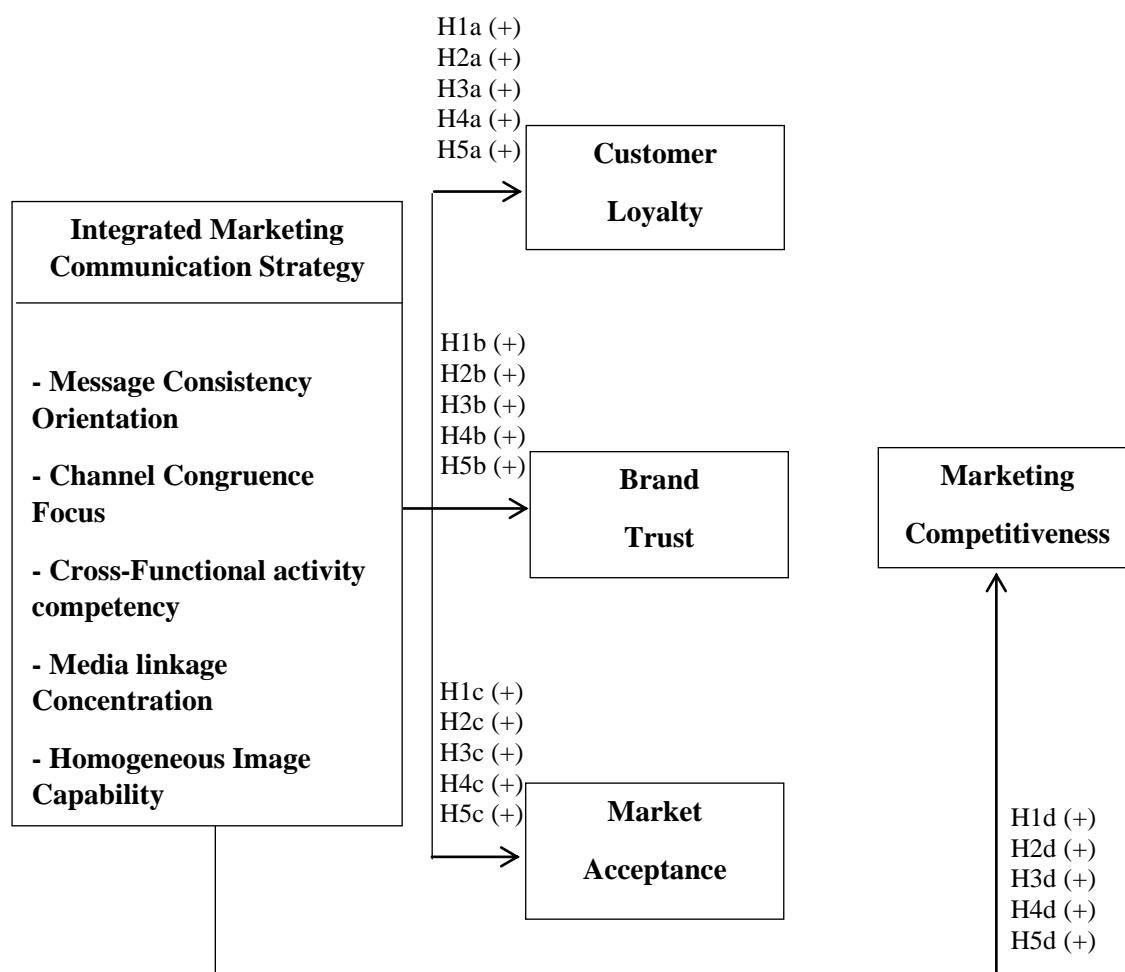 H1a (+)
H2a (+)
H3a (+)
H4a (+)
H5a (+)
Customer
Loyalty
Integrated Marketing
Communication Strategy
- Message Consistency
Orientation
- Channel Congruence
Focus
- Cross-Functional activity
competency
- Media linkage
Concentration
- Homogeneous Image
Capability
H1b (+)
H2b (+)
H3b (+)
H4b (+)
H5b (+)
Brand
Trust
Marketing
Competitiveness
H1c (+)
H2c (+)
H3c (+)
H4c (+)
H5c (+)
Market
Acceptance
H1d (+)
H2d (+)
H3d (+)
H4d (+)
H5d (+)